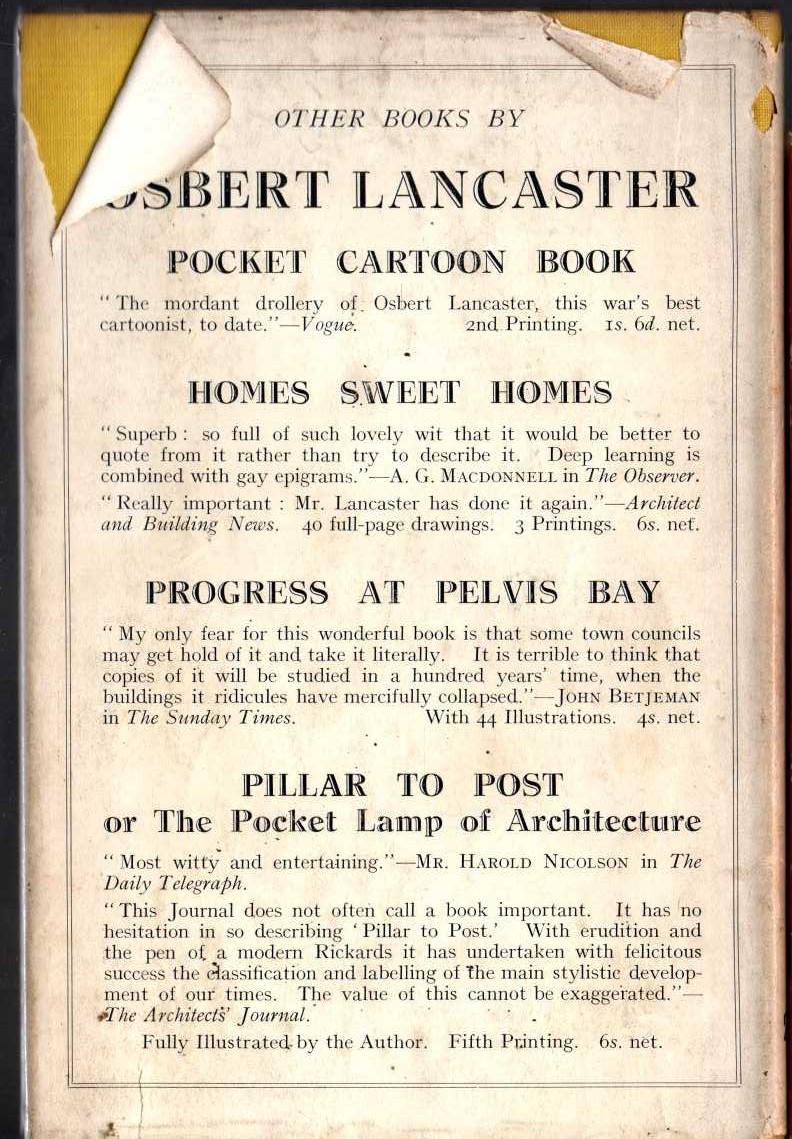 OTHER BOOKS BY
OSBERT LANCASTER
POCKET CARTOON BOOK
“ The mordant drollery of Osbert Lancaster, this war's best
cartoonist, to date.”—Vogue. 2nd Printing. 1s. 6d. net.
HOMES SWEET HOMES
“ Superb : so full of such lovely wit that it would be better to
quote from it rather than try to describe it. Deep learning is
combined with gay epigrams.”—A. G. MACDONNELL in The Observer.
“ Really important : Mr. Lancaster has done it again.”—Architect
and Building News. 40 full-page drawings. 3 Printings. 6s. net.
PROGRESS AT PELVIS BAY
“ My only fear for this wonderful book is that some town councils
may get hold of it and take it literally. It is terrible to think that
copies of it will be studied in a hundred years' time, when the
buildings it ridicules have mercifully collapsed.”—JOHN BETJEMAN
in The Sunday Times. With 44 Illustrations. 4s. net.
PILLAR TO POST
or The Pocket Lamp of Architecture
“ Most witty and entertaining.”—MR. HAROLD NICOLSON in The
Daily Telegraph.
“ This Journal does not often call a book important. It has no
hesitation in so describing ‘ Pillar to Post.’ With erudition and
the pen of a modern Rickards it has undertaken with felicitous
success the classification and labelling of the main stylistic develop-
ment of our times. The value of this cannot be exaggerated.”—
The Architects' Journal.
Fully Illustrated by the Author. Fifth Printing. 6s. net.